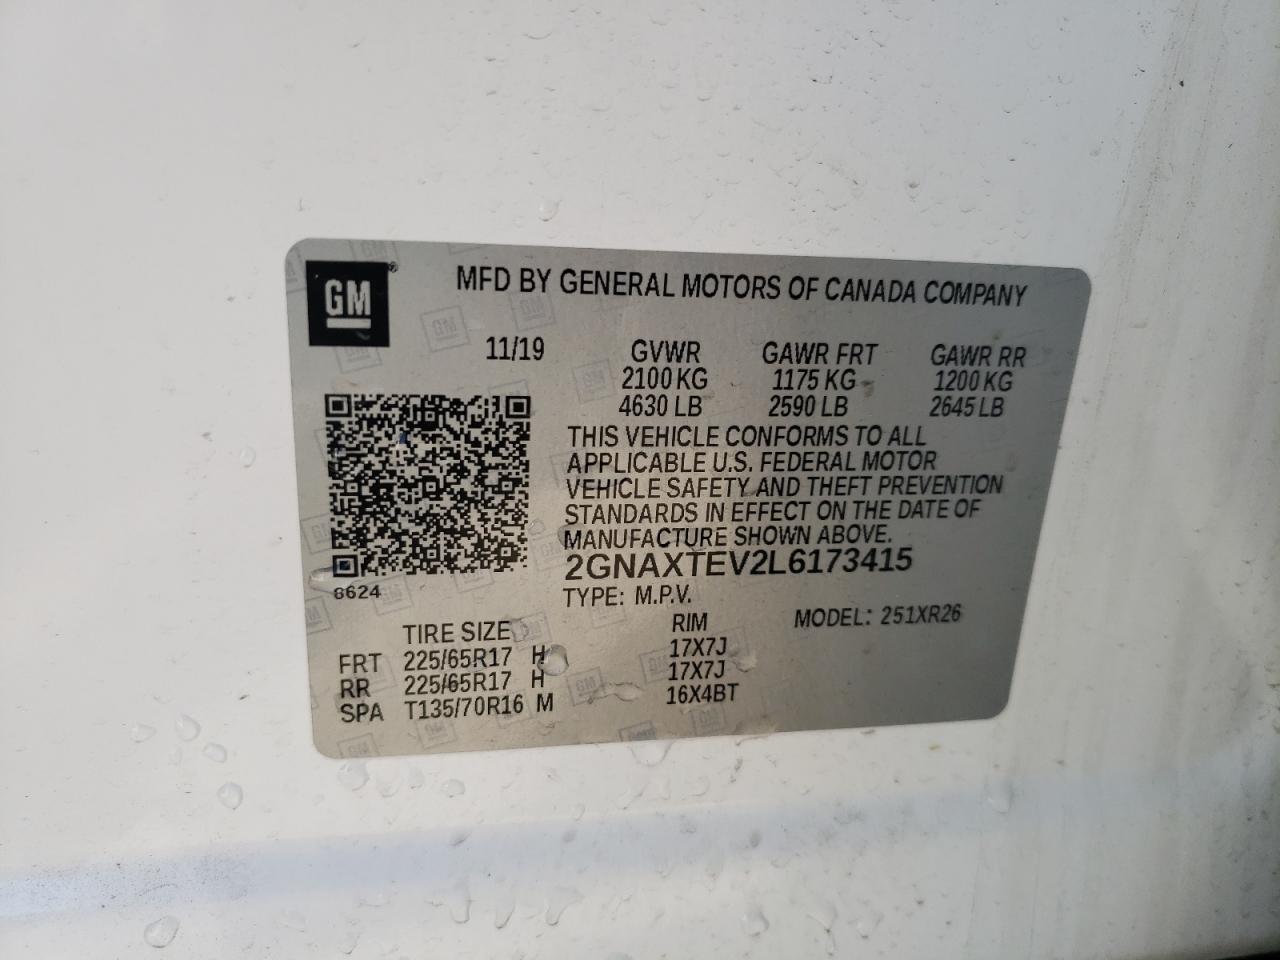 GM
MFD BY GENERAL MOTORS OF CANADA COMPANY
11/19 GVWR GAWR FRT GAWR RR
2100 KG 1175 KG 1200 KG
4630 LB 2590 LB 2645 LB
THIS VEHICLE CONFORMS TO ALL
APPLICABLE U.S. FEDERAL MOTOR
VEHICLE SAFETY AND THEFT PREVENTION
STANDARDS IN EFFECT ON THE DATE OF
MANUFACTURE SHOWN ABOVE.
2GNAXTEV2L6173415
8624
TYPE: M.P.V. MODEL: 251XR26
TIRE SIZE RIM
FRT 225/65R17 H 17X7J
RR 225/65R17 H 17X7J
SPA T135/70R16 M 16X4BT